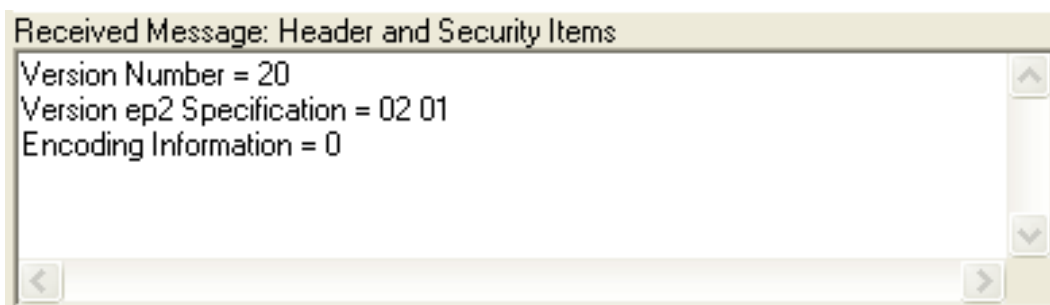 Received Message: Header and Security Items
Version Number = 20
Version ep2 Specification = 02 01
Encoding Information = 0